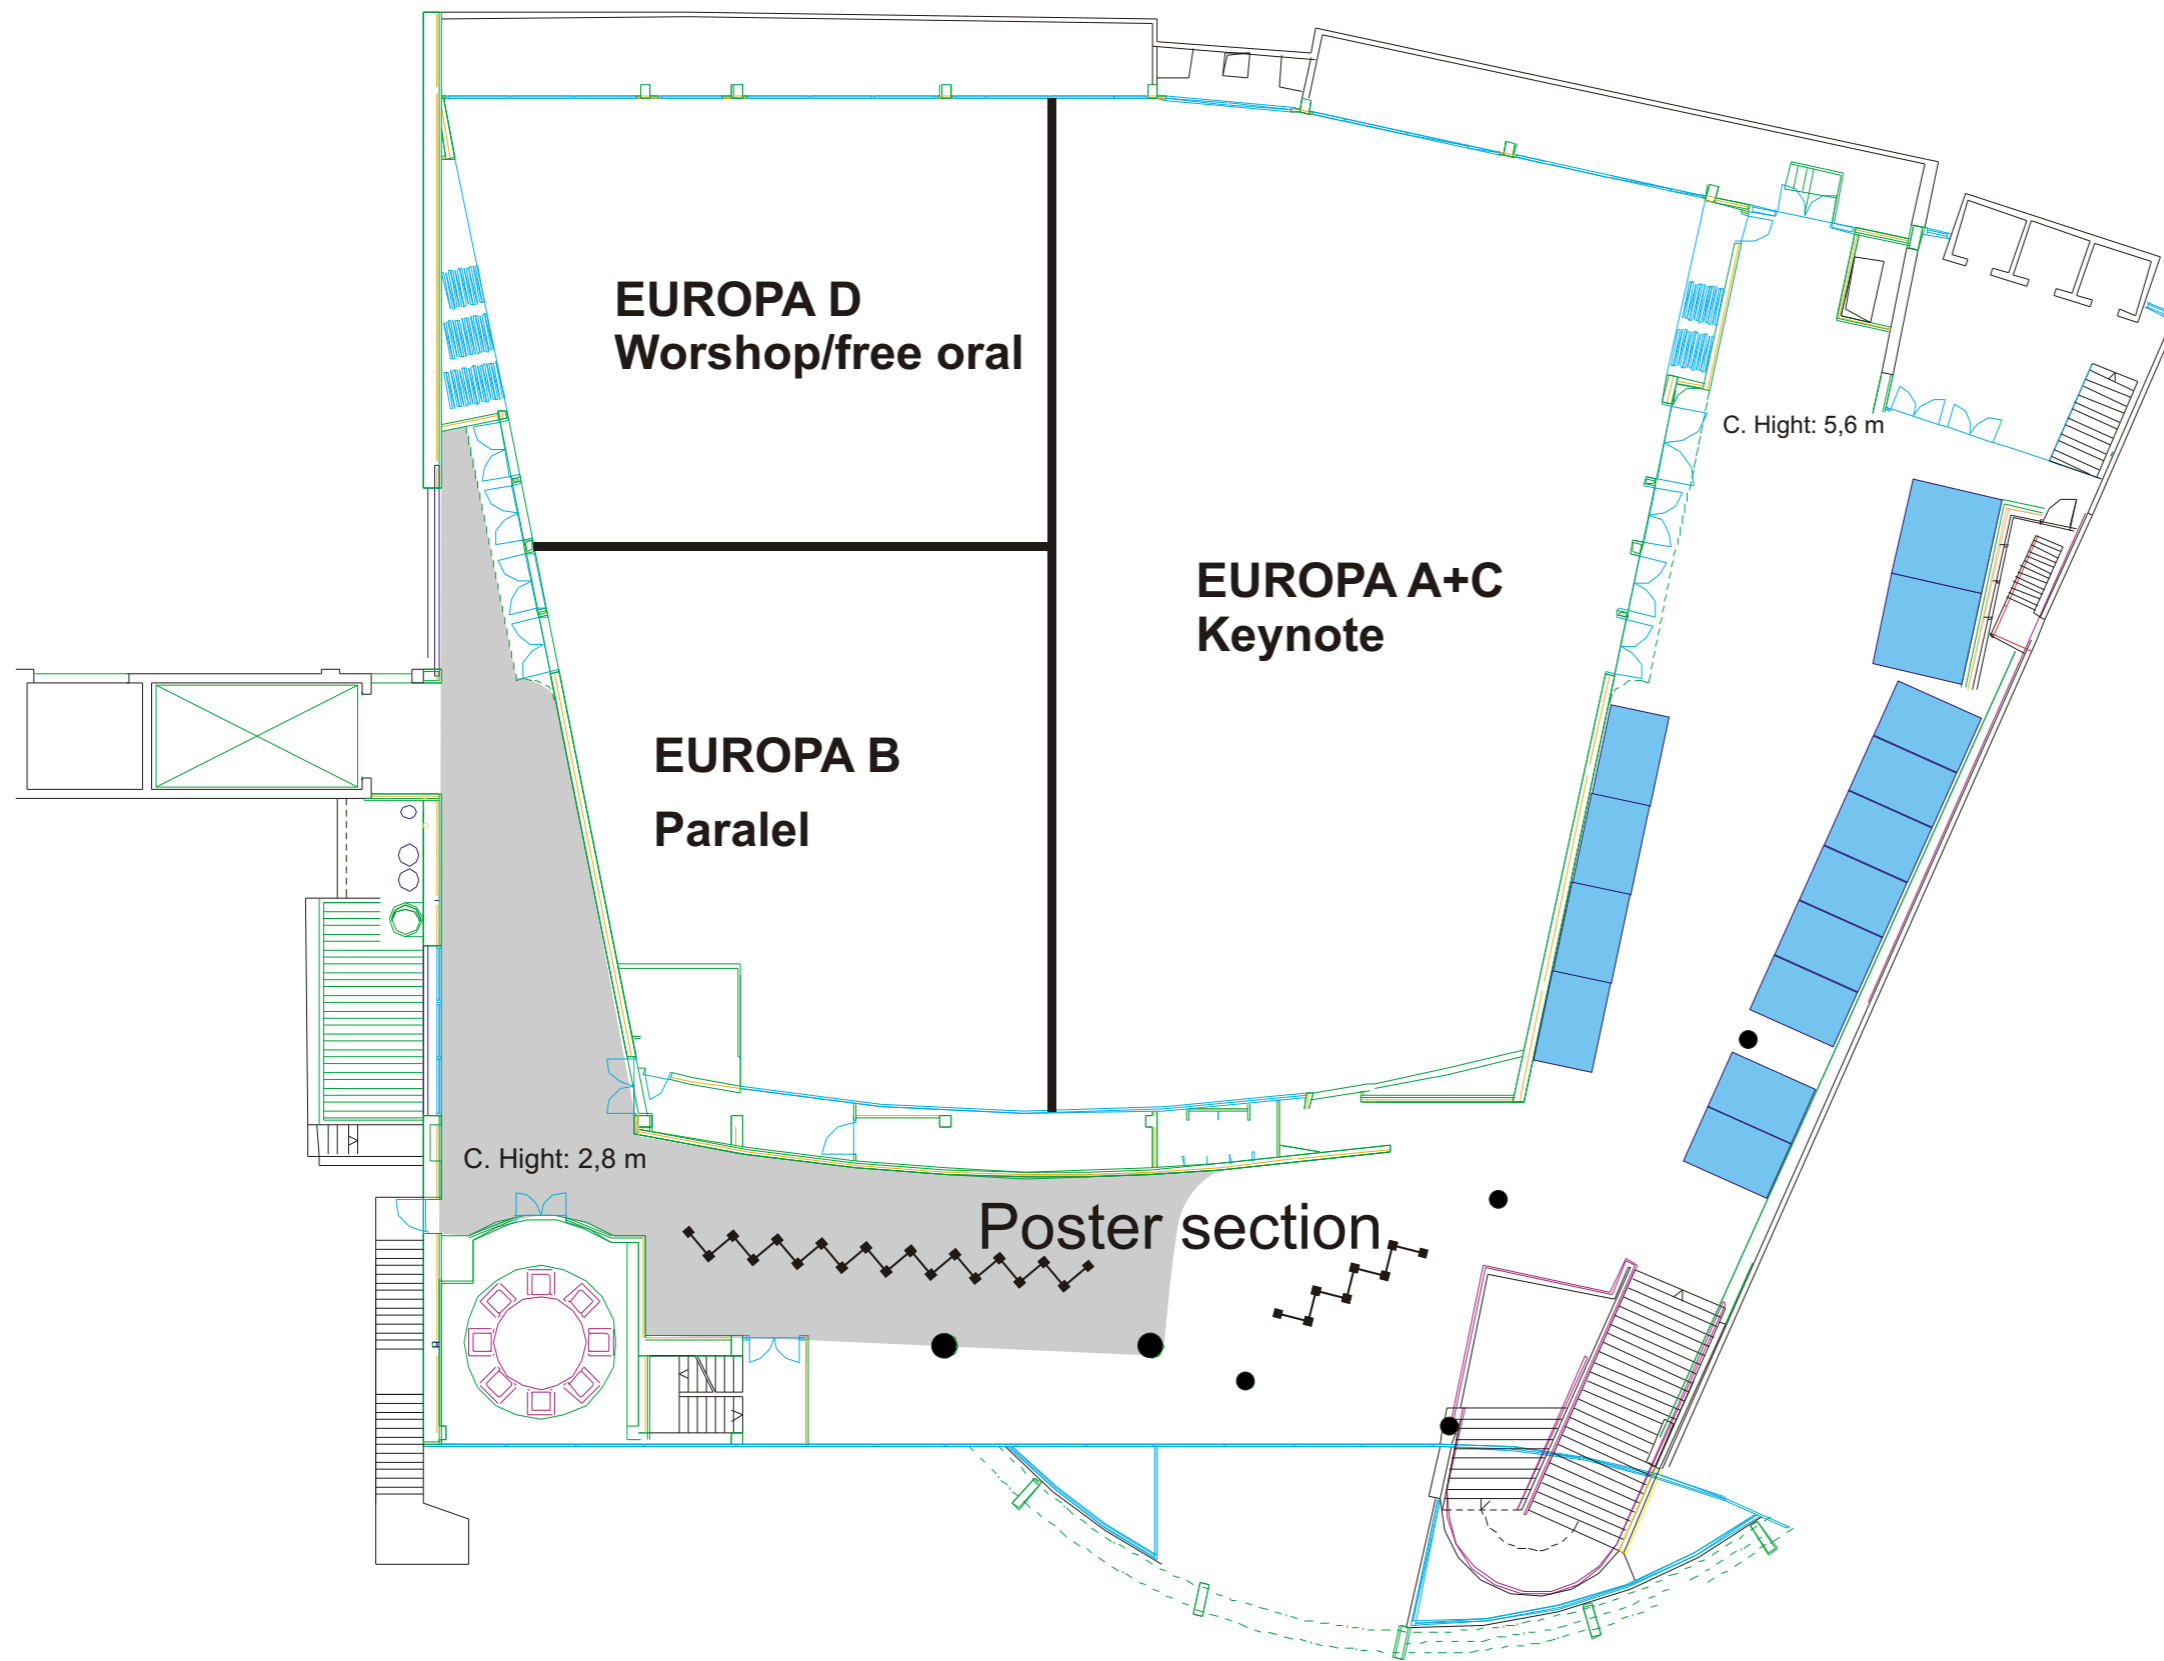 EUROPA D
Worshop/free oral
C. Hight: 5,6 m
EUROPA A+C
Keynote
EUROPA B
Paralel
C. Hight: 2,8 m
Poster section